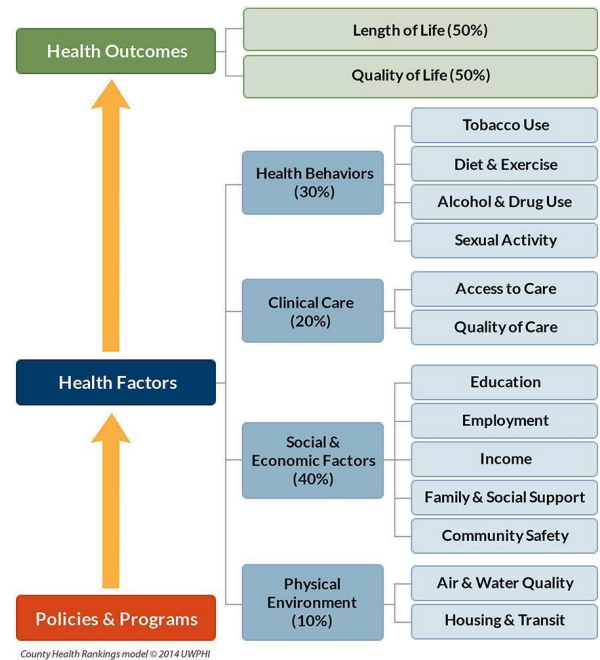 Health Outcomes
Length of Life (50%)
Quality of Life (50%)
Health Factors
Health Behaviors
(30%)
Tobacco Use
Diet & Exercise
Alcohol & Drug Use
Sexual Activity
Clinical Care
(20%)
Access to Care
Quality of Care
Social &
Economic Factors
(40%)
Education
Employment
Income
Family & Social Support
Community Safety
Physical
Environment
(10%)
Air & Water Quality
Housing & Transit
Policies & Programs
County Health Rankings model © 2014 UWPHI